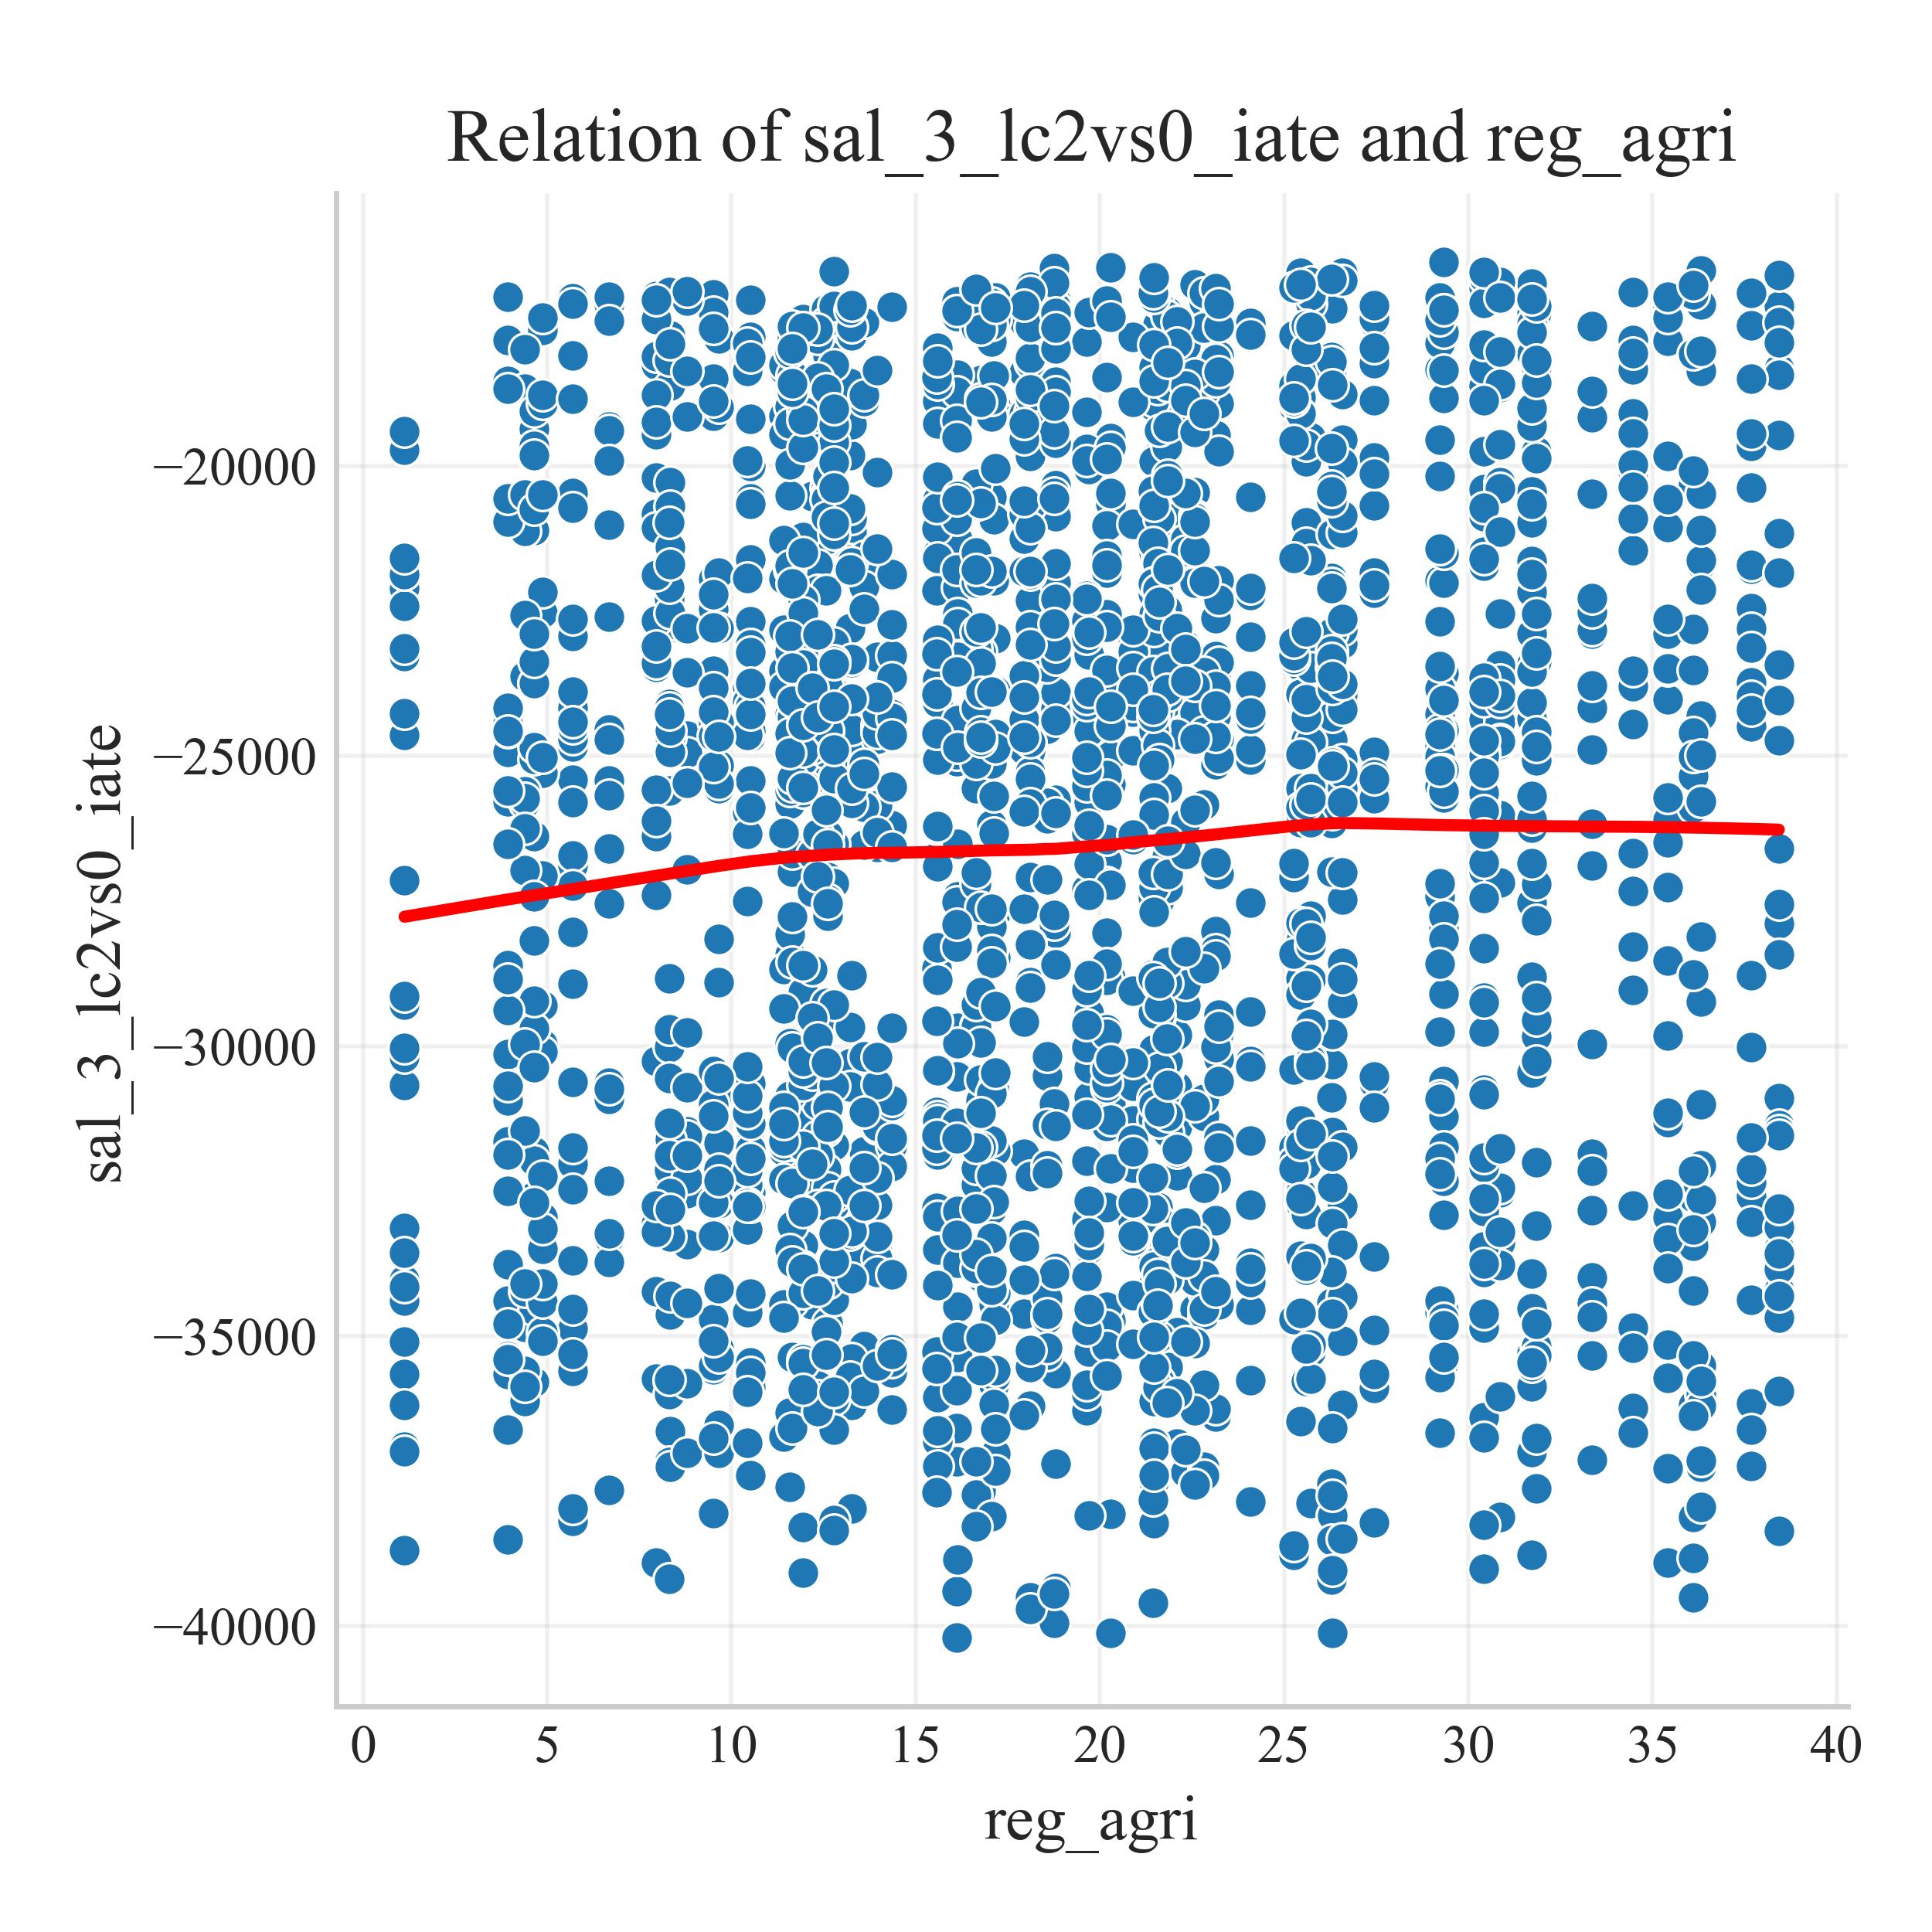 Relation of sal_3_lc2vs0_iate and reg_agri
sal_3_lc2vs0_iate
−20000
−25000
−30000
−35000
−40000
0 5 10 15 20 25 30 35 40
reg_agri